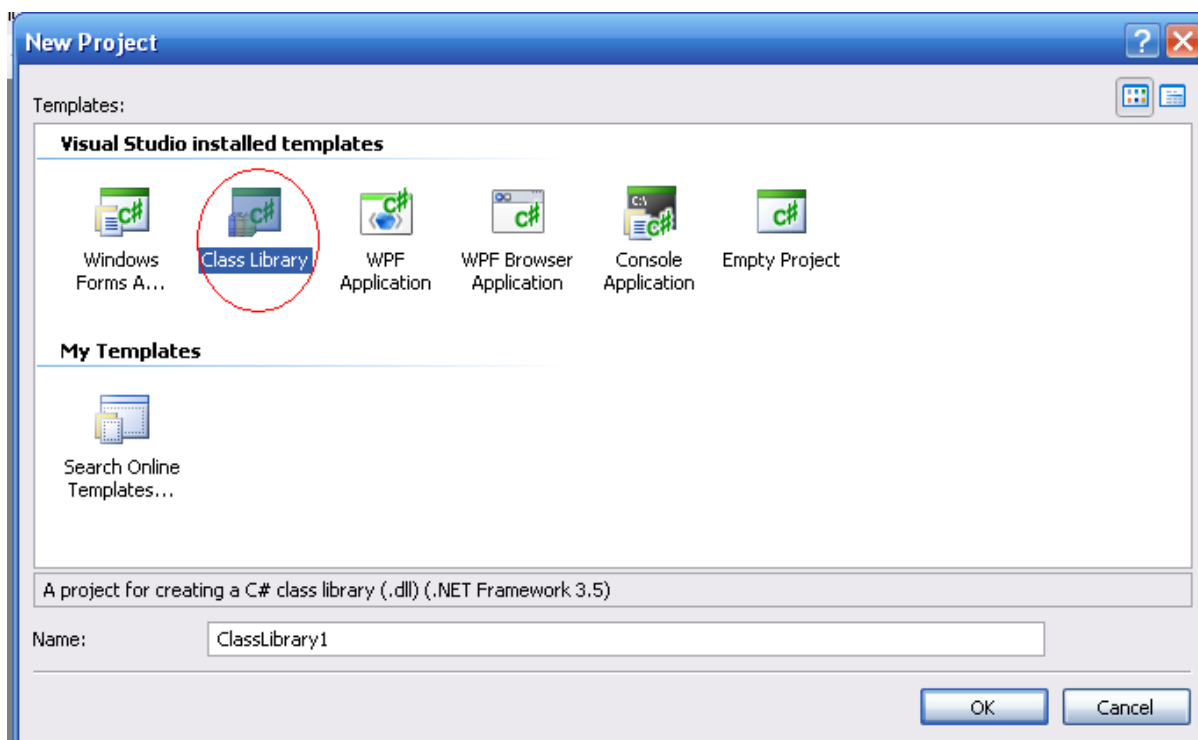 New Project
Templates:
Visual Studio installed templates
Windows Forms A...
Class Library
WPF Application
WPF Browser Application
Console Application
Empty Project
My Templates
Search Online Templates...
A project for creating a C# class library (.dll) (.NET Framework 3.5)
Name:
ClassLibrary1
OK
Cancel